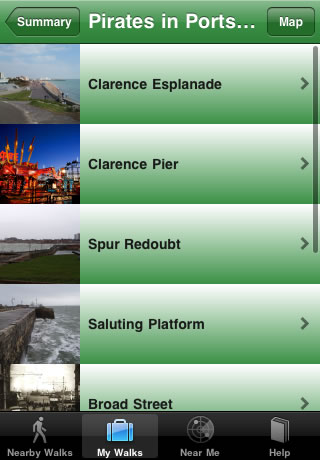 Summary
Pirates in Ports...
Map
Clarence Esplanade
Clarence Pier
Spur Redoubt
Saluting Platform
Broad Street
Nearby Walks
My Walks
Near Me
Help